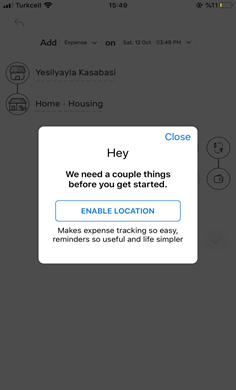 Turkcell
15:49
%11
Add Expense on Sat, 12 Oct · 03:48 PM
Yesilyayla Kasabasi
Home · Housing
Close
Hey
We need a couple things
before you get started.
ENABLE LOCATION
Makes expense tracking so easy,
reminders so useful and life simpler